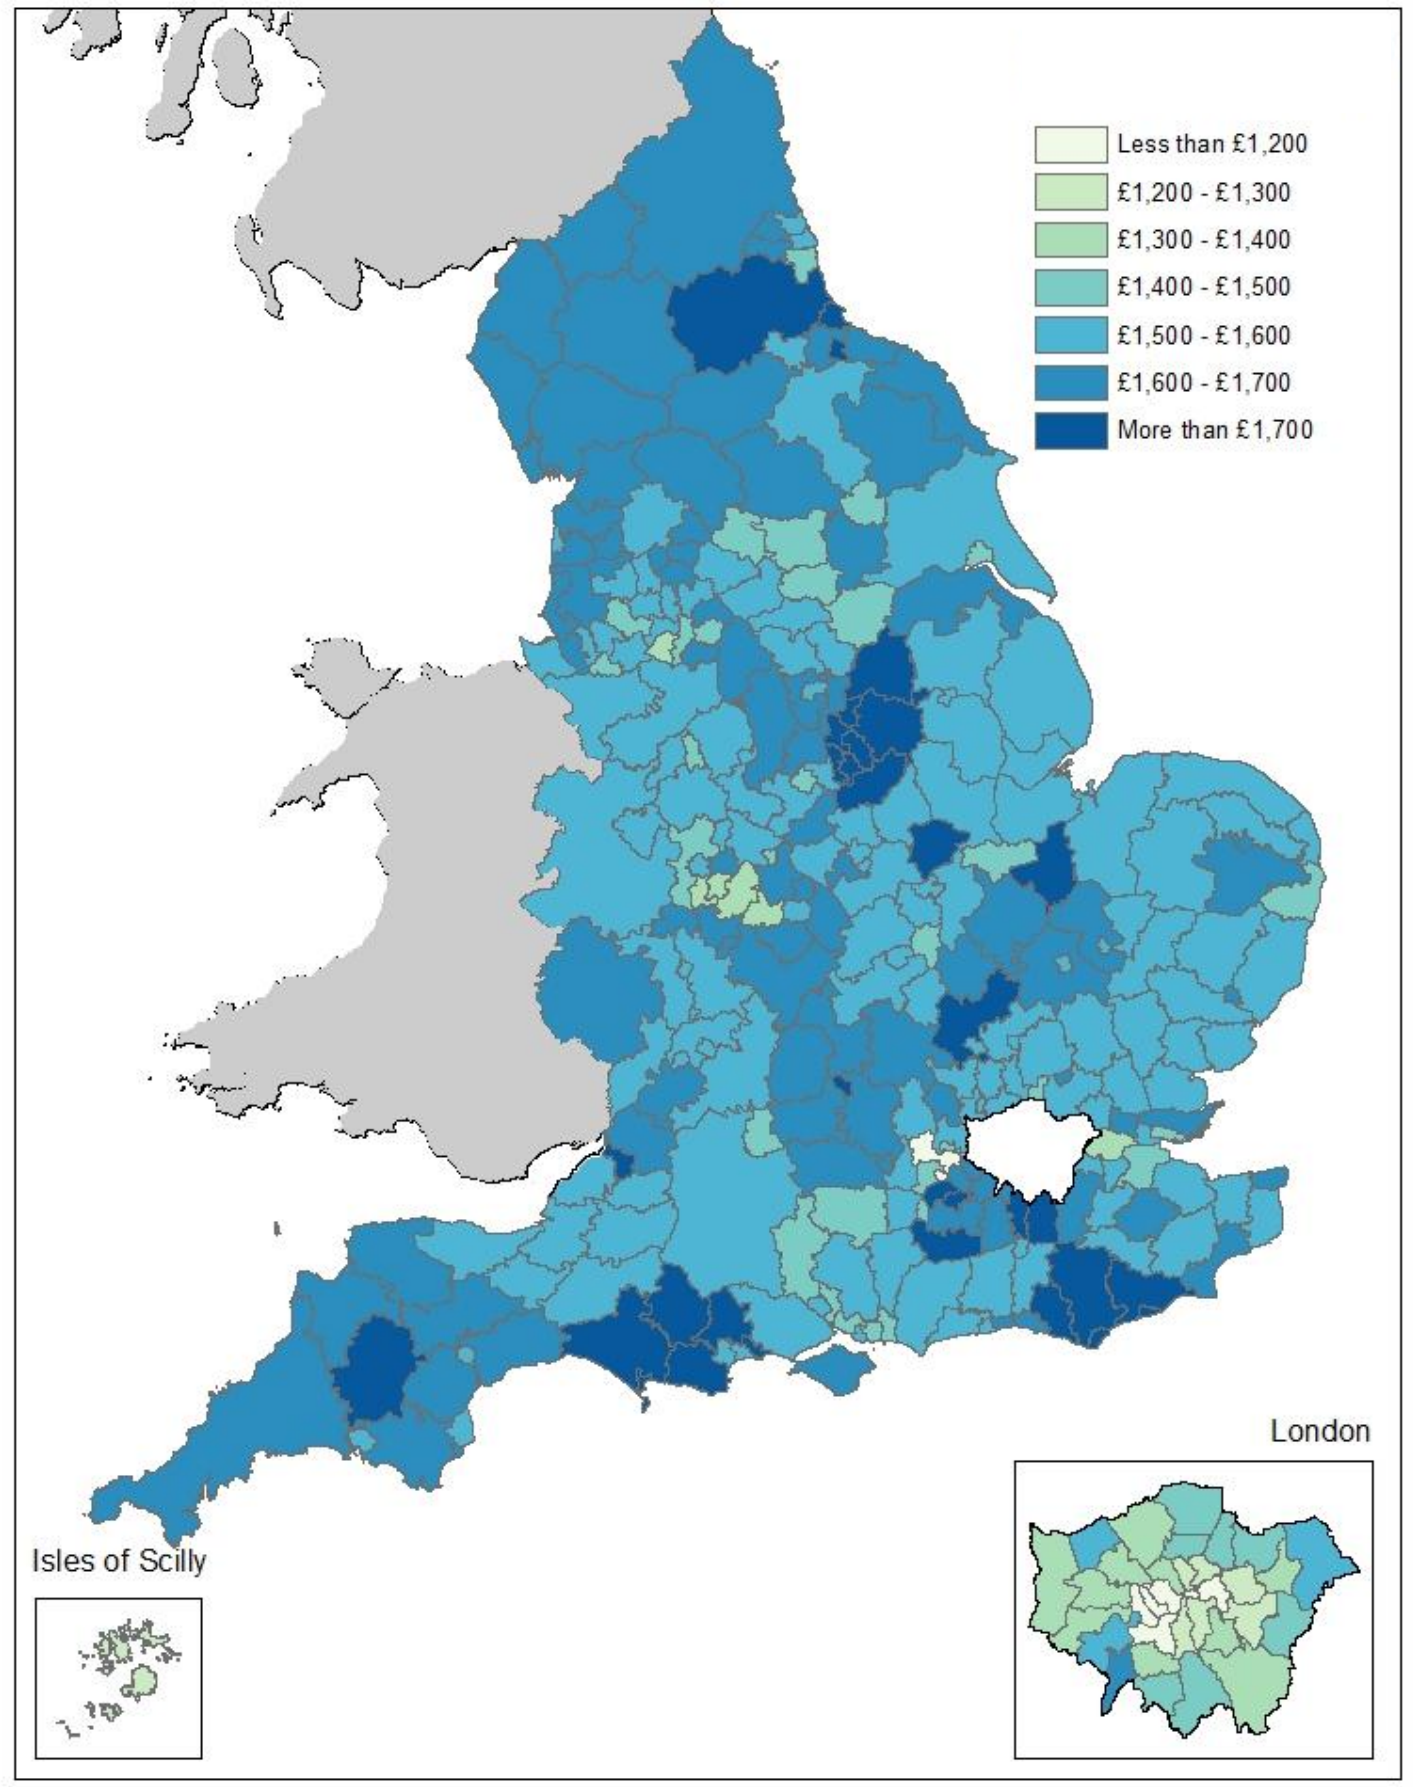 Less than £1,200
£1,200 - £1,300
£1,300 - £1,400
£1,400 - £1,500
£1,500 - £1,600
£1,600 - £1,700
More than £1,700
London
Isles of Scilly